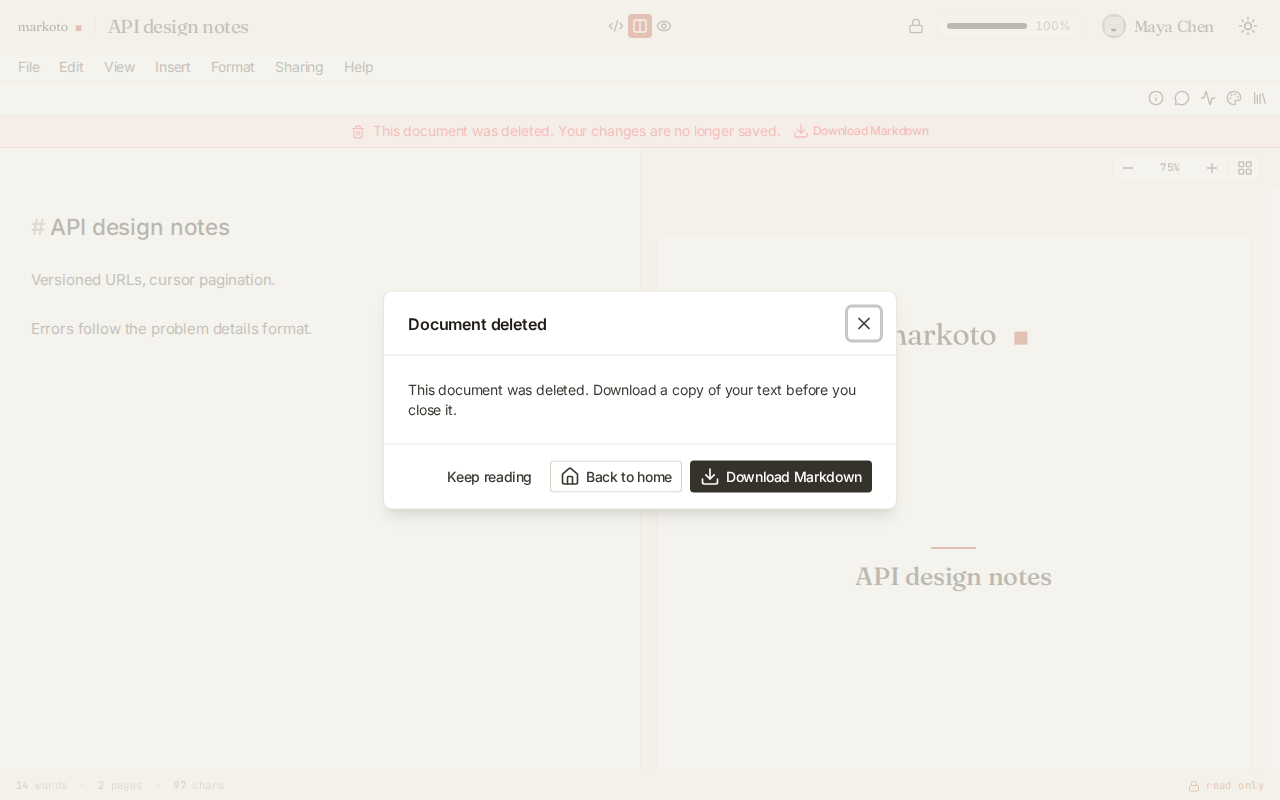 markoto
API design notes
100%
Maya Chen
File Edit View Insert Format Sharing Help
This document was deleted. Your changes are no longer saved. Download Markdown
75%
# API design notes
Versioned URLs, cursor pagination.
Errors follow the problem details format.
Document deleted
This document was deleted. Download a copy of your text before you
close it.
Keep reading Back to home Download Markdown
arkoto
API design notes
14 words · 2 pages · 97 chars
read only